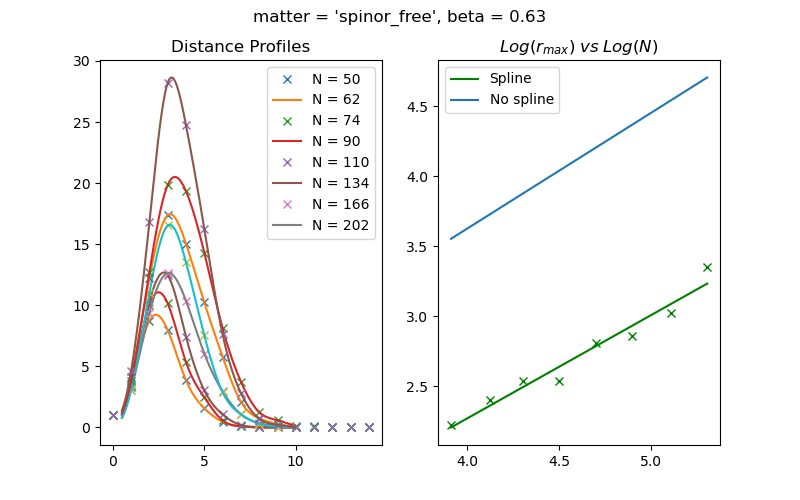 matter = 'spinor_free', beta = 0.63
Distance Profiles
N = 50
N = 62
N = 74
N = 90
N = 110
N = 134
N = 166
N = 202
30
25
20
15
10
5
0
0 5 10
Log(r_max) vs Log(N)
Spline
No spline
4.5
4.0
3.5
3.0
2.5
4.0 4.5 5.0